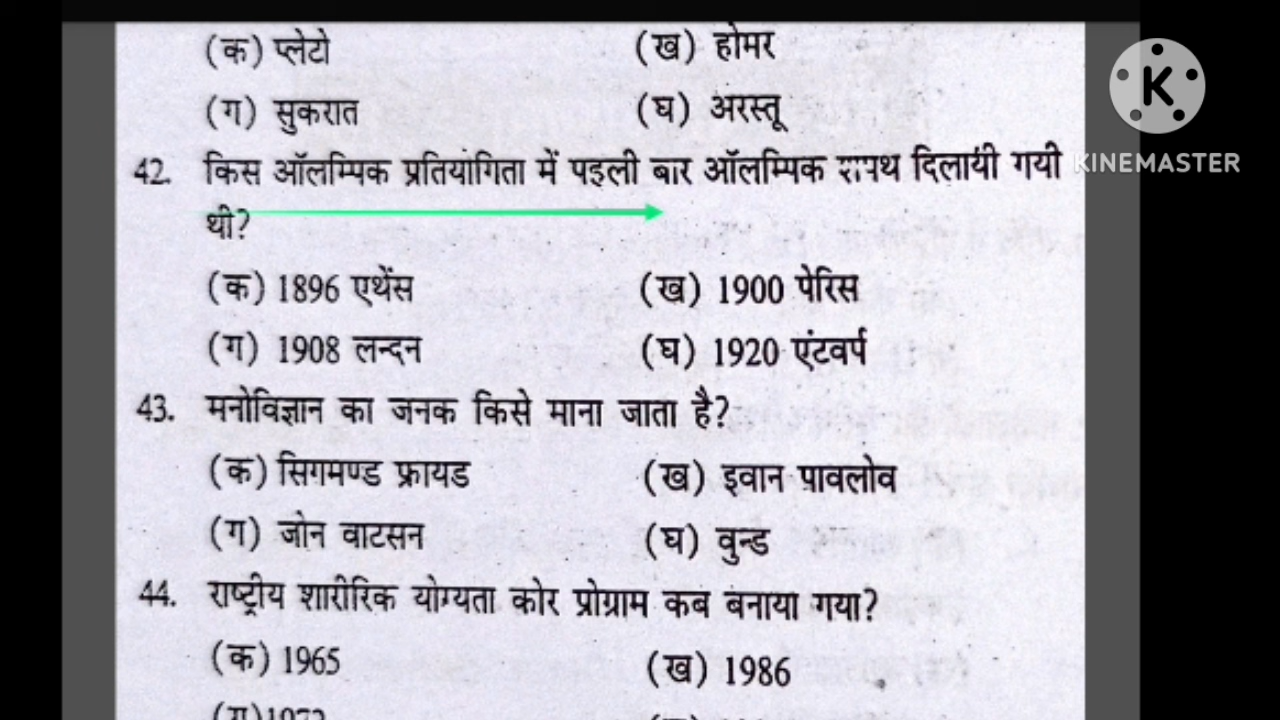 (क) प्लेटो (ख) होमर
(ग) सुकरात (घ) अरस्तू
K
KINEMASTER
42. किस ऑलम्पिक प्रतियोगिता में पहली बार ऑलम्पिक शपथ दिलायी गयी
थी?
(क) 1896 एथेंस (ख) 1900 पेरिस
(ग) 1908 लन्दन (घ) 1920 एंटवर्प
43. मनोविज्ञान का जनक किसे माना जाता है?
(क) सिगमण्ड फ्रायड (ख) इवान पावलोव
(ग) जोन वाटसन (घ) वुन्ड
44. राष्ट्रीय शारीरिक योग्यता कोर प्रोग्राम कब बनाया गया?
(क) 1965 (ख) 1986